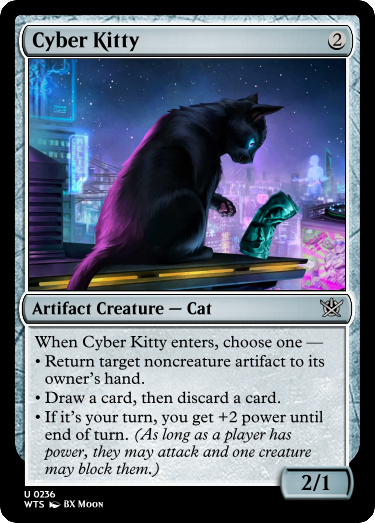 Cyber Kitty 2
Artifact Creature — Cat
When Cyber Kitty enters, choose one —
• Return target noncreature artifact to its
owner's hand.
• Draw a card, then discard a card.
• If it's your turn, you get +2 power until
end of turn. (As long as a player has
power, they may attack and one creature
may block them.)
2/1
U 0236
WTS BX Moon